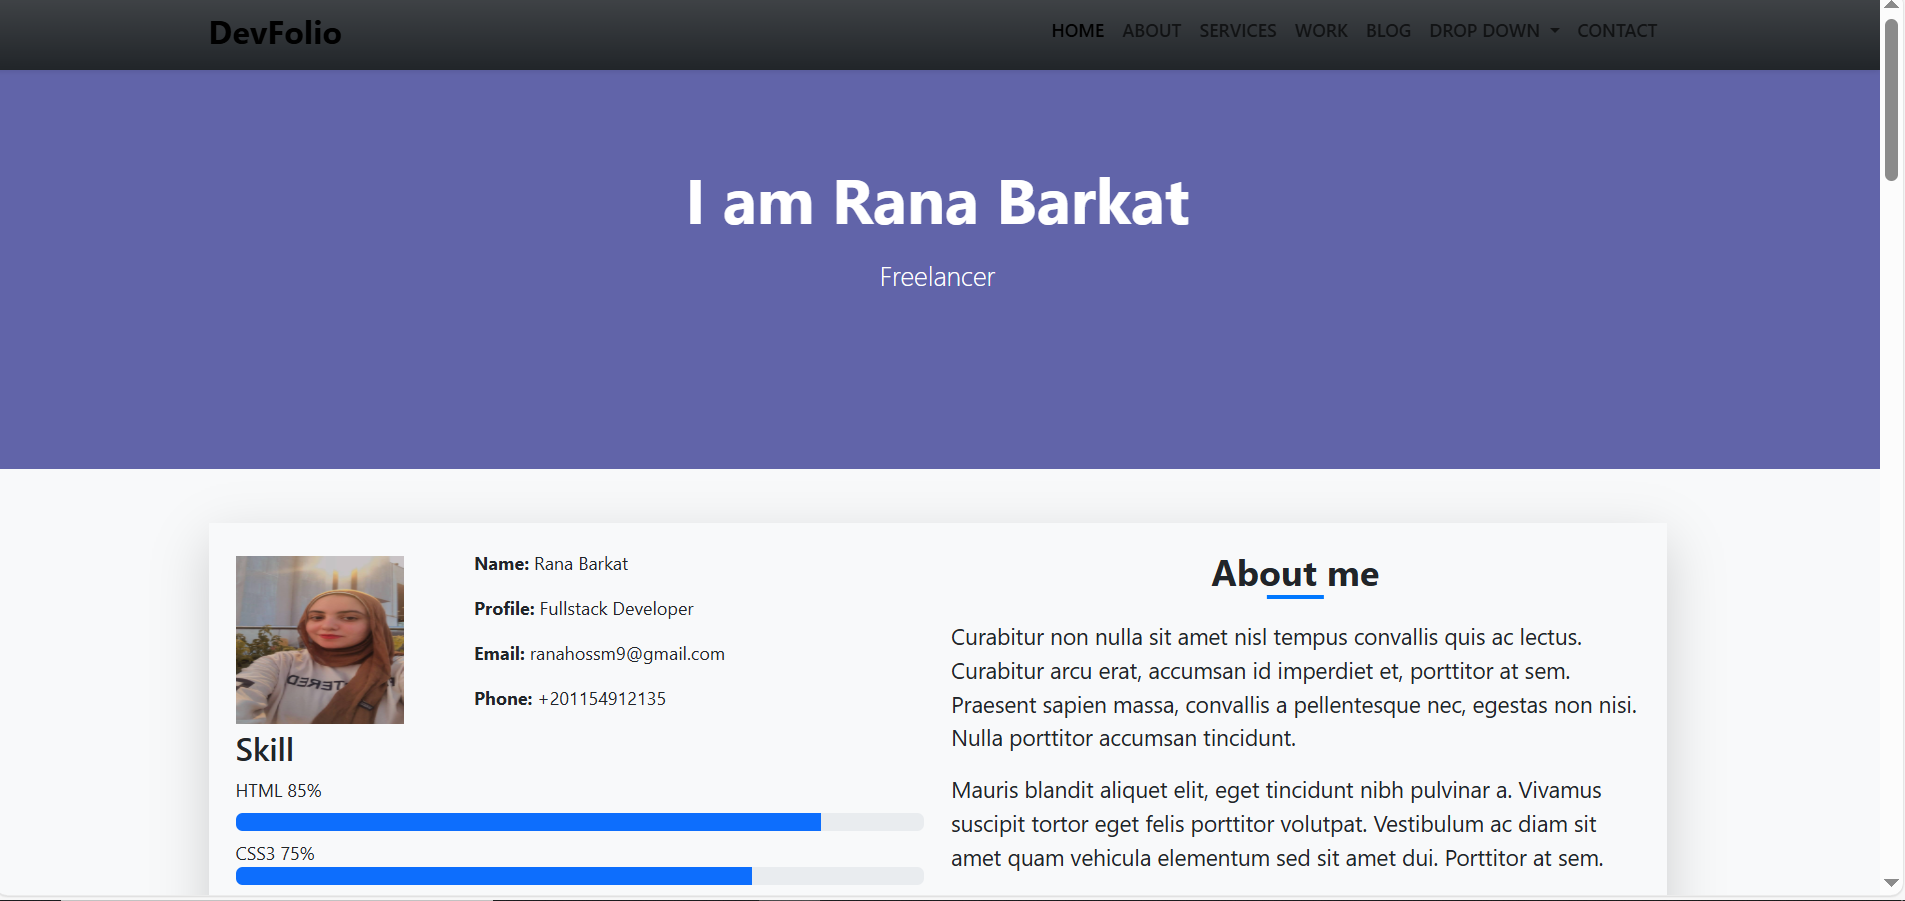 DevFolio
HOME ABOUT SERVICES WORK BLOG DROP DOWN CONTACT
I am Rana Barkat
Freelancer
Name: Rana Barkat
Profile: Fullstack Developer
Email: ranahossm9@gmail.com
Phone: +201154912135
Skill
HTML 85%
CSS3 75%
About me
Curabitur non nulla sit amet nisl tempus convallis quis ac lectus.
Curabitur arcu erat, accumsan id imperdiet et, porttitor at sem.
Praesent sapien massa, convallis a pellentesque nec, egestas non nisi.
Nulla porttitor accumsan tincidunt.
Mauris blandit aliquet elit, eget tincidunt nibh pulvinar a. Vivamus
suscipit tortor eget felis porttitor volutpat. Vestibulum ac diam sit
amet quam vehicula elementum sed sit amet dui. Porttitor at sem.